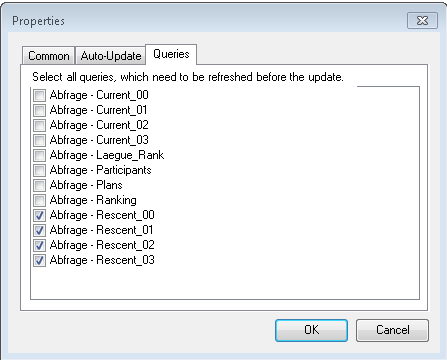 Properties
Common Auto-Update Queries
Select all queries, which need to be refreshed before the update.
Abfrage - Current_00
Abfrage - Current_01
Abfrage - Current_02
Abfrage - Current_03
Abfrage - Laegue_Rank
Abfrage - Participants
Abfrage - Plans
Abfrage - Ranking
Abfrage - Rescent_00
Abfrage - Rescent_01
Abfrage - Rescent_02
Abfrage - Rescent_03
OK Cancel